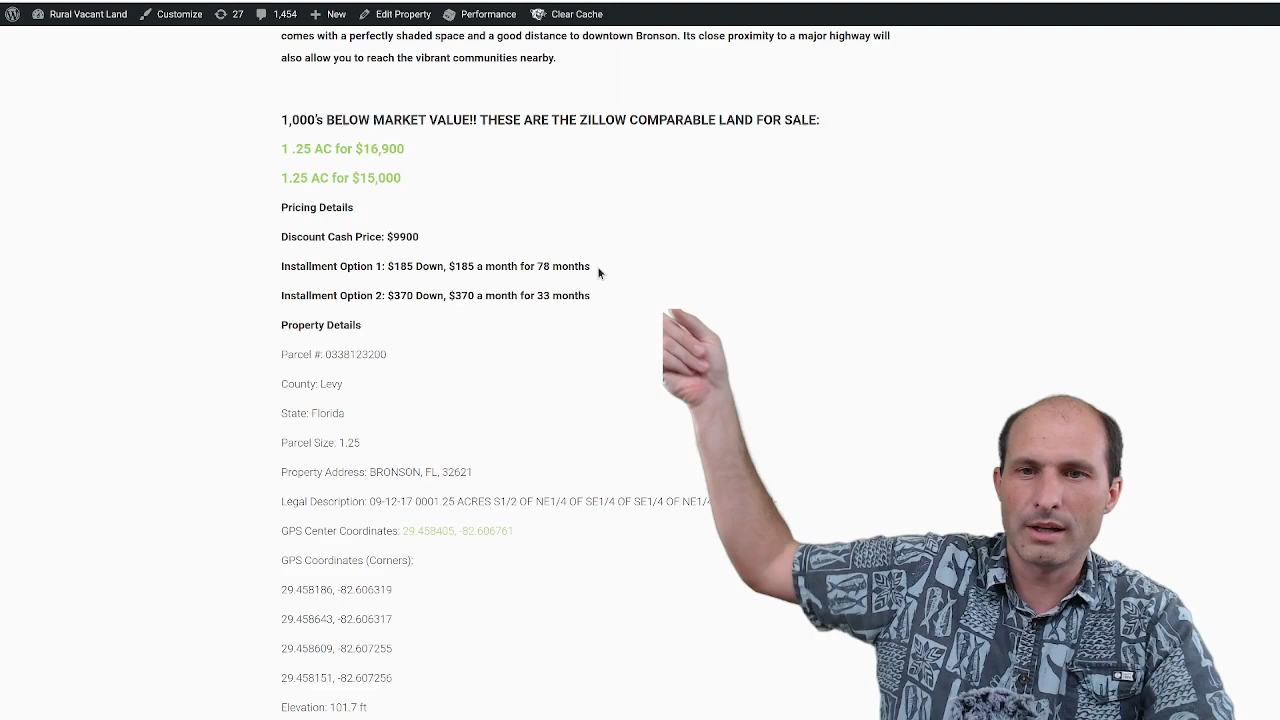 Rural Vacant Land Customize 27 1,454 New Edit Property Performance Clear Cache
comes with a perfectly shaded space and a good distance to downtown Bronson. Its close proximity to a major highway will
also allow you to reach the vibrant communities nearby.
1,000's BELOW MARKET VALUE!! THESE ARE THE ZILLOW COMPARABLE LAND FOR SALE:
1 .25 AC for $16,900
1.25 AC for $15,000
Pricing Details
Discount Cash Price: $9900
Installment Option 1: $185 Down, $185 a month for 78 months
Installment Option 2: $370 Down, $370 a month for 33 months
Property Details
Parcel #: 0338123200
County: Levy
State: Florida
Parcel Size: 1.25
Property Address: BRONSON, FL, 32621
Legal Description: 09-12-17 0001.25 ACRES S1/2 OF NE1/4 OF SE1/4 OF SE1/4 OF NE1/4
GPS Center Coordinates: 29.458405, -82.606761
GPS Coordinates (Corners):
29.458186, -82.606319
29.458643, -82.606317
29.458609, -82.607255
29.458151, -82.607256
Elevation: 101.7 ft